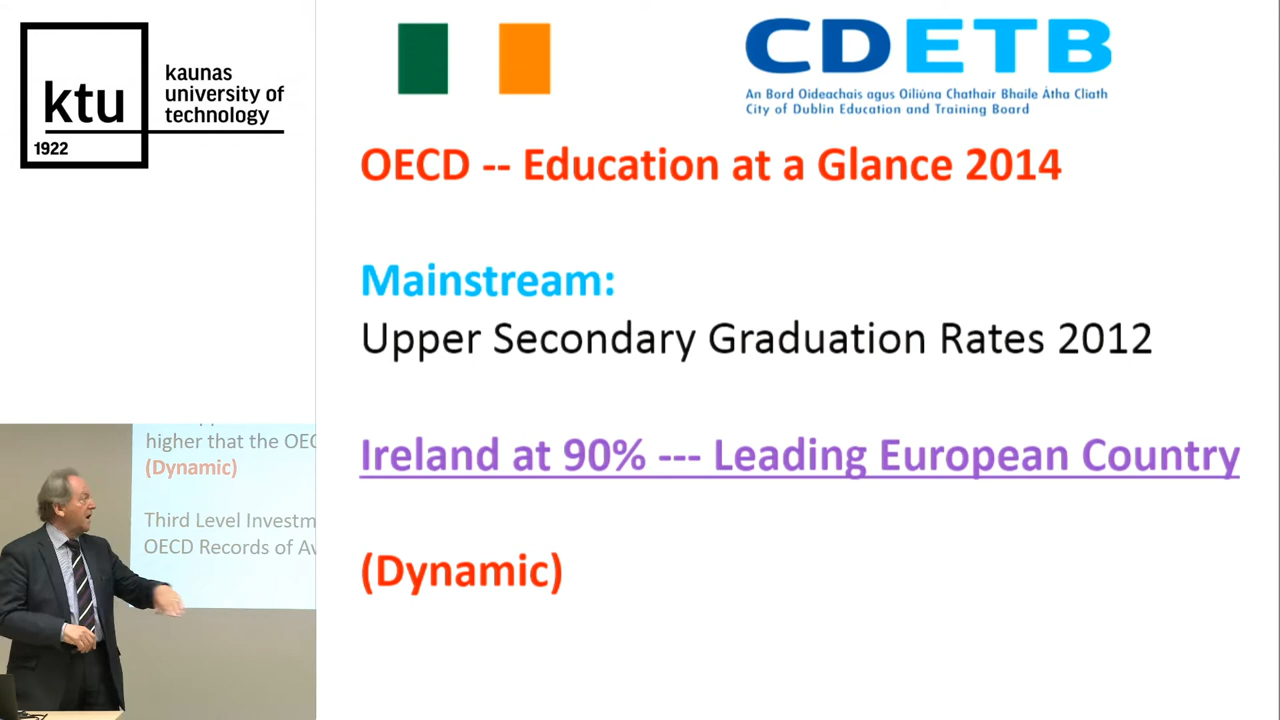 ktu
1922
kaunas
university of
technology
CDETB
An Bord Oideachais agus Oiliúna Chathair Bhaile Átha Cliath
City of Dublin Education and Training Board
OECD -- Education at a Glance 2014
Mainstream:
Upper Secondary Graduation Rates 2012
Ireland at 90% --- Leading European Country
(Dynamic)
higher that the OEC
(Dynamic)
Third Level Investm
OECD Records of Av